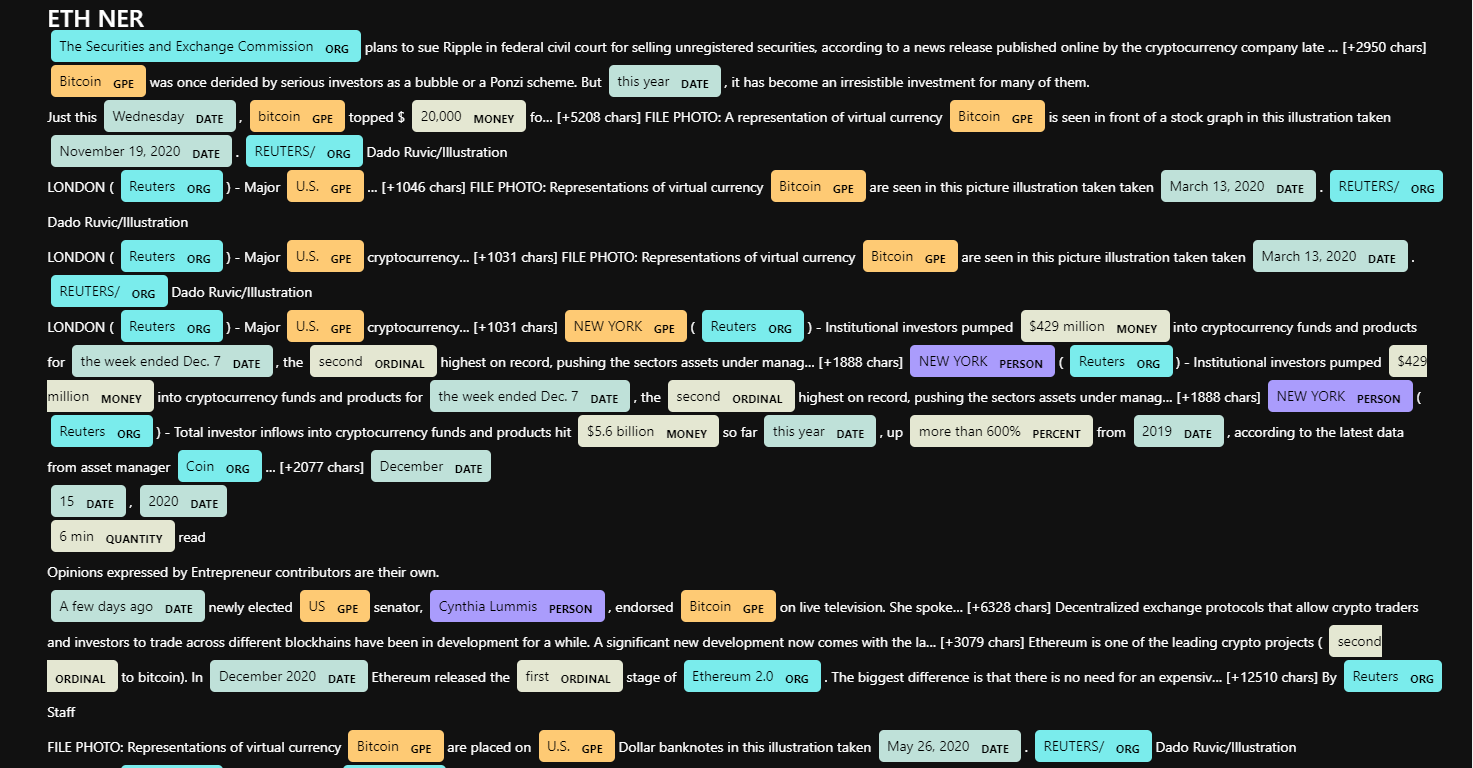 ETH NER
The Securities and Exchange Commission ORG plans to sue Ripple in federal civil court for selling unregistered securities, according to a news release published online by the cryptocurrency company late ... [+2950 chars]
Bitcoin GPE was once derided by serious investors as a bubble or a Ponzi scheme. But this year DATE , it has become an irresistible investment for many of them.
Just this Wednesday DATE , bitcoin GPE topped $ 20,000 MONEY fo... [+5208 chars] FILE PHOTO: A representation of virtual currency Bitcoin GPE is seen in front of a stock graph in this illustration taken
November 19, 2020 DATE . REUTERS/ ORG Dado Ruvic/Illustration
LONDON ( Reuters ORG ) - Major U.S. GPE ... [+1046 chars] FILE PHOTO: Representations of virtual currency Bitcoin GPE are seen in this picture illustration taken taken March 13, 2020 DATE . REUTERS/ ORG
Dado Ruvic/Illustration
LONDON ( Reuters ORG ) - Major U.S. GPE cryptocurrency... [+1031 chars] FILE PHOTO: Representations of virtual currency Bitcoin GPE are seen in this picture illustration taken taken March 13, 2020 DATE .
REUTERS/ ORG Dado Ruvic/Illustration
LONDON ( Reuters ORG ) - Major U.S. GPE cryptocurrency... [+1031 chars] NEW YORK GPE ( Reuters ORG ) - Institutional investors pumped $429 million MONEY into cryptocurrency funds and products
for the week ended Dec. 7 DATE , the second ORDINAL highest on record, pushing the sectors assets under manag... [+1888 chars] NEW YORK PERSON ( Reuters ORG ) - Institutional investors pumped $429
million MONEY into cryptocurrency funds and products for the week ended Dec. 7 DATE , the second ORDINAL highest on record, pushing the sectors assets under manag... [+1888 chars] NEW YORK PERSON (
Reuters ORG ) - Total investor inflows into cryptocurrency funds and products hit $5.6 billion MONEY so far this year DATE , up more than 600% PERCENT from 2019 DATE , according to the latest data
from asset manager Coin ORG ... [+2077 chars] December DATE
15 DATE , 2020 DATE
6 min QUANTITY read
Opinions expressed by Entrepreneur contributors are their own.
A few days ago DATE newly elected US GPE senator, Cynthia Lummis PERSON , endorsed Bitcoin GPE on live television. She spoke... [+6328 chars] Decentralized exchange protocols that allow crypto traders
and investors to trade across different blockhains have been in development for a while. A significant new development now comes with the la... [+3079 chars] Ethereum is one of the leading crypto projects ( second
ORDINAL to bitcoin). In December 2020 DATE Ethereum released the first ORDINAL stage of Ethereum 2.0 ORG . The biggest difference is that there is no need for an expensiv... [+12510 chars] By Reuters ORG
Staff
FILE PHOTO: Representations of virtual currency Bitcoin GPE are placed on U.S. GPE Dollar banknotes in this illustration taken May 26, 2020 DATE . REUTERS/ ORG Dado Ruvic/Illustration